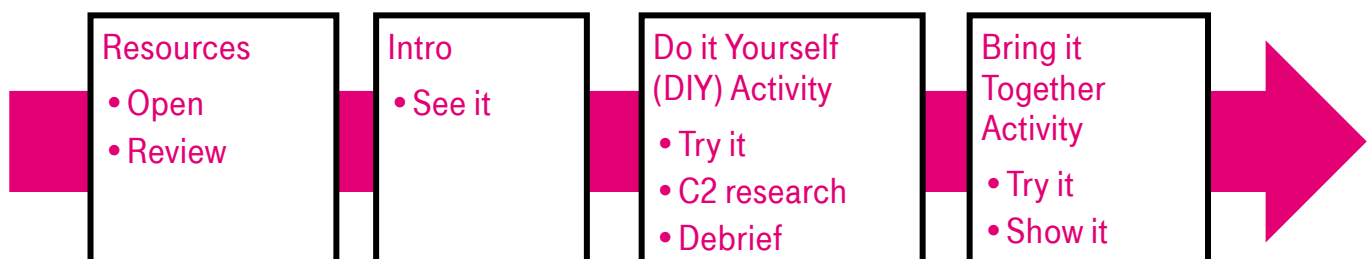 Resources
• Open
• Review
Intro
• See it
Do it Yourself
(DIY) Activity
• Try it
• C2 research
• Debrief
Bring it
Together
Activity
• Try it
• Show it